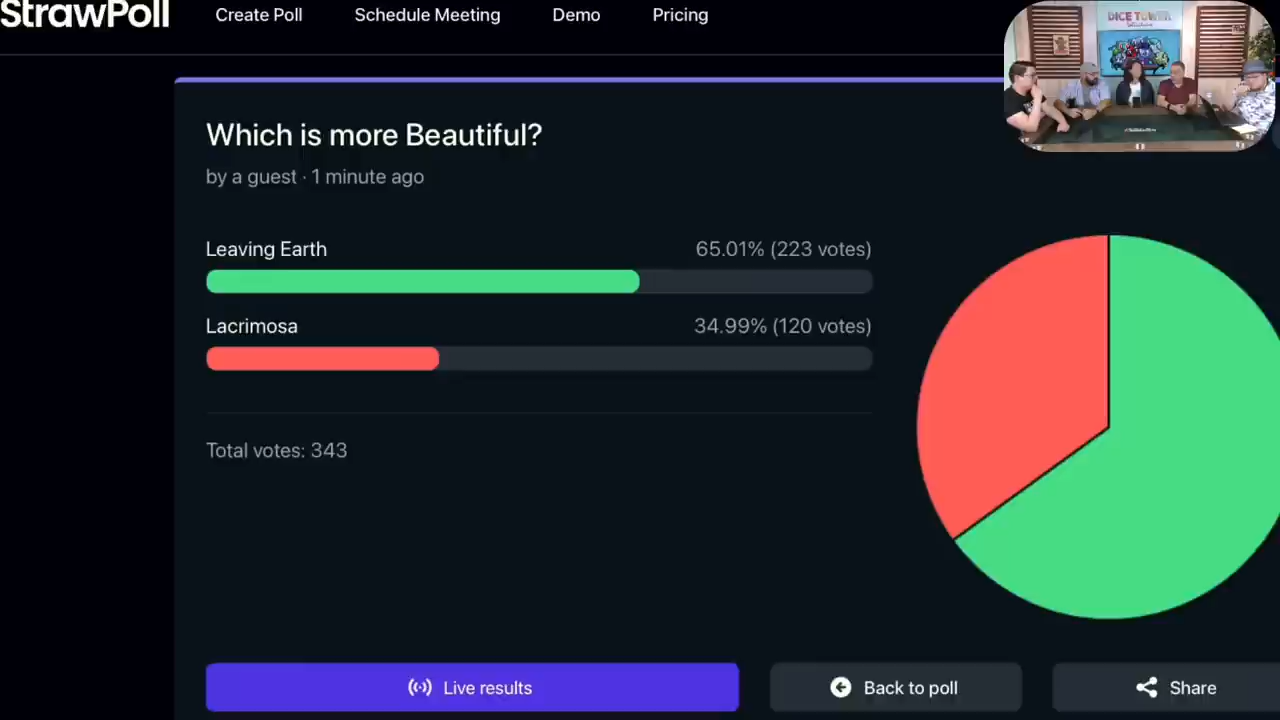 StrawPoll
Create Poll
Schedule Meeting
Demo
Pricing
DICE TOWER
Which is more Beautiful?
by a guest · 1 minute ago
Leaving Earth
65.01% (223 votes)
Lacrimosa
34.99% (120 votes)
Total votes: 343
Live results
Back to poll
Share